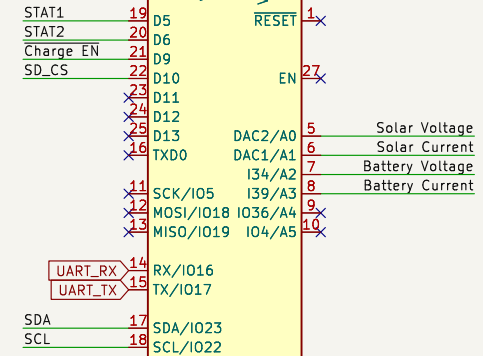 STAT1 19 D5
STAT2 20 D6
Charge EN 21 D9
SD_CS 22 D10
23 D11
24 D12
25 D13
16 TXD0
11 SCK/IO5
12 MOSI/IO18
13 MISO/IO19
UART_RX 14 RX/IO16
UART_TX 15 TX/IO17
SDA 17 SDA/IO23
SCL 18 SCL/IO22
RESET 1
EN 27
DAC2/A0 5 Solar Voltage
DAC1/A1 6 Solar Current
I34/A2 7 Battery Voltage
I39/A3 8 Battery Current
IO36/A4 9
IO4/A5 10